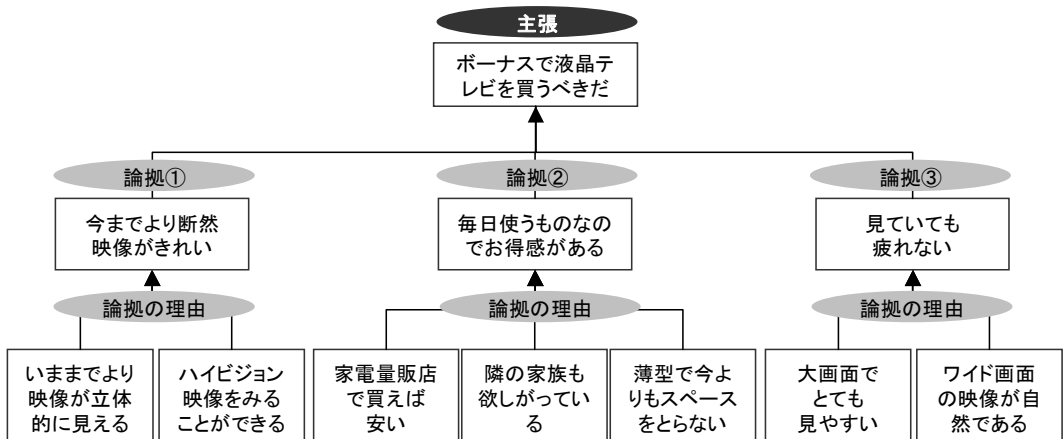 主張
ボーナスで液晶テ
レビを買うべきだ
論拠①
論拠②
論拠③
今までより断然
映像がきれい
毎日使うものなの
でお得感がある
見ていても
疲れない
論拠の理由
論拠の理由
論拠の理由
いままでより
映像が立体
的に見える
ハイビジョン
映像をみる
ことができる
家電量販店
で買えば
安い
隣の家族も
欲しがってい
る
薄型で今よ
りもスペース
をとらない
大画面で
とても
見やすい
ワイド画面
の映像が自
然である